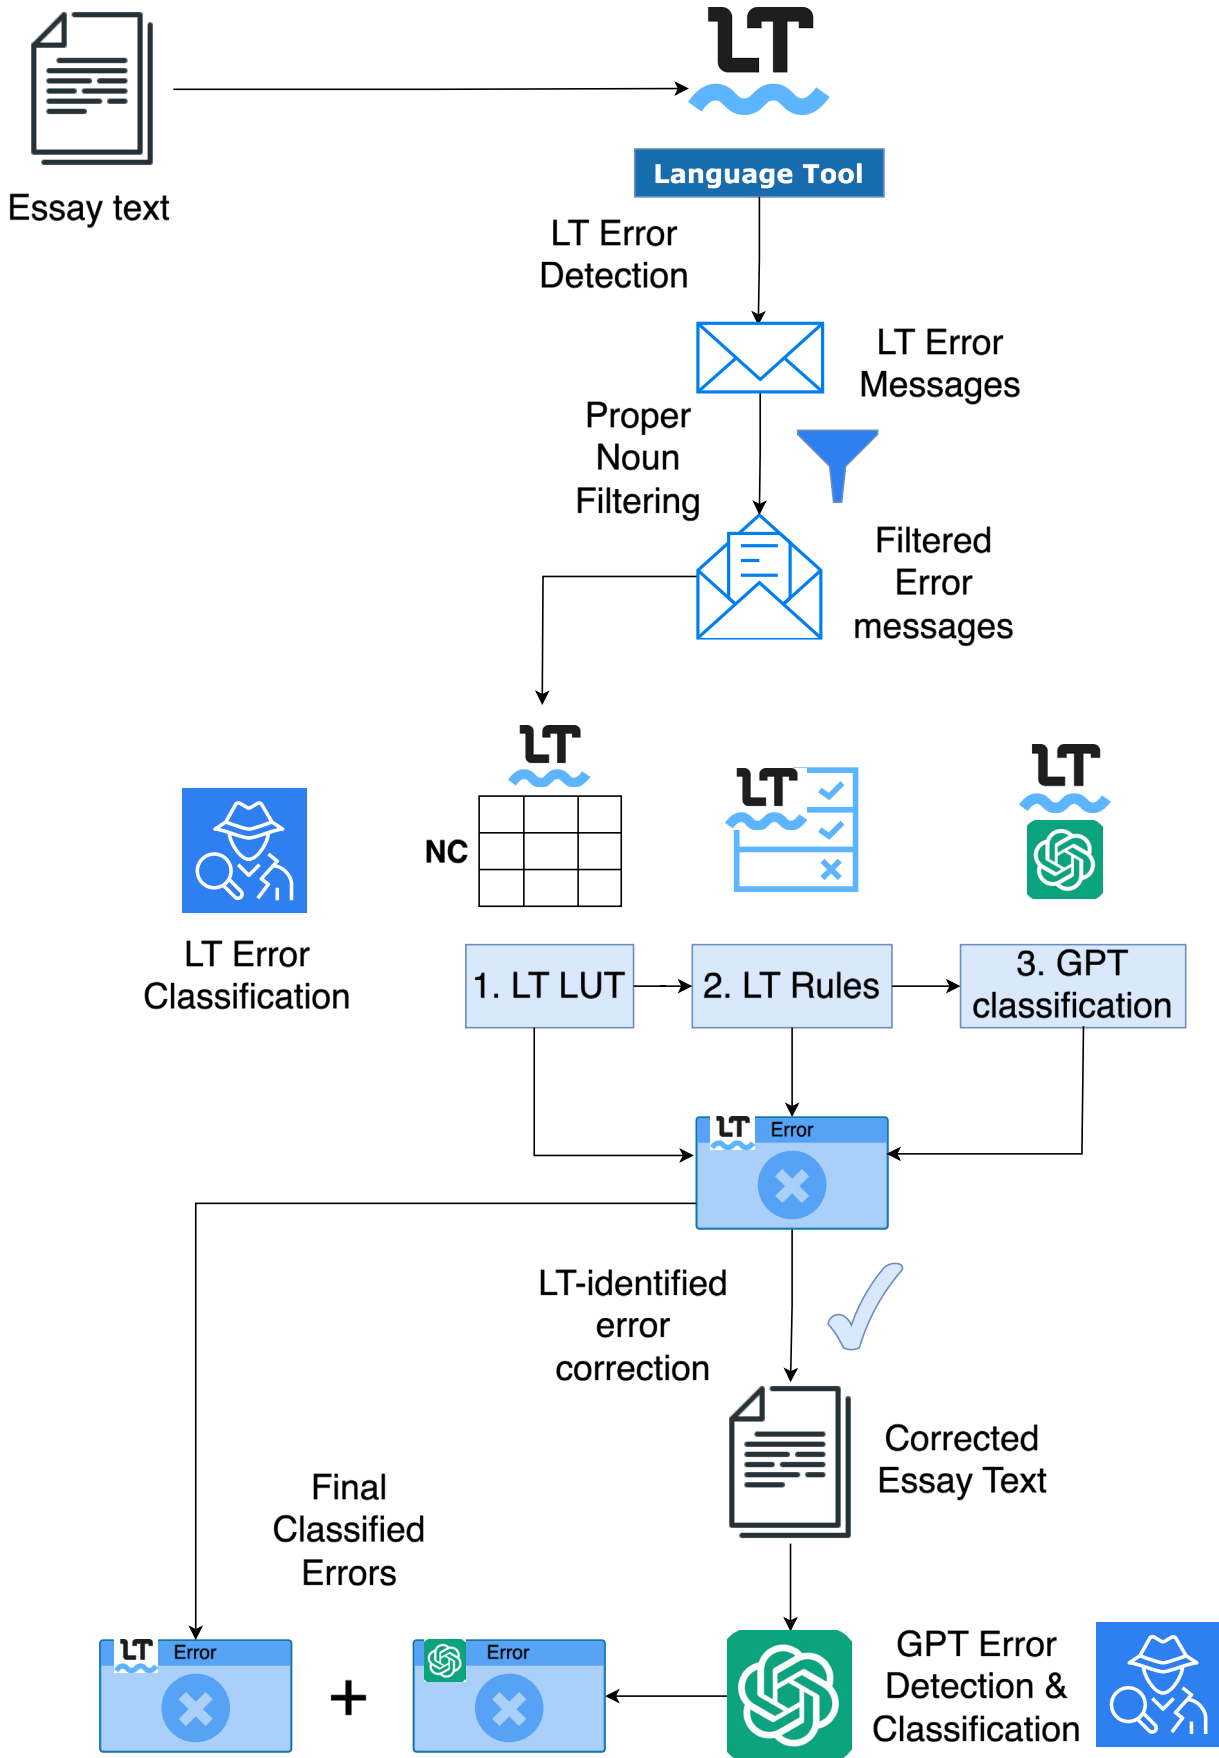 LT
Essay text
Language Tool
LT Error
Detection
LT Error
Messages
Proper
Noun
Filtering
Filtered
Error
messages
LT
LT
LT
NC
LT Error
Classification
1. LT LUT
2. LT Rules
3. GPT
classification
LT
Error
LT-identified
error
correction
Corrected
Essay Text
Final
Classified
Errors
LT
Error
+
Error
GPT Error
Detection &
Classification